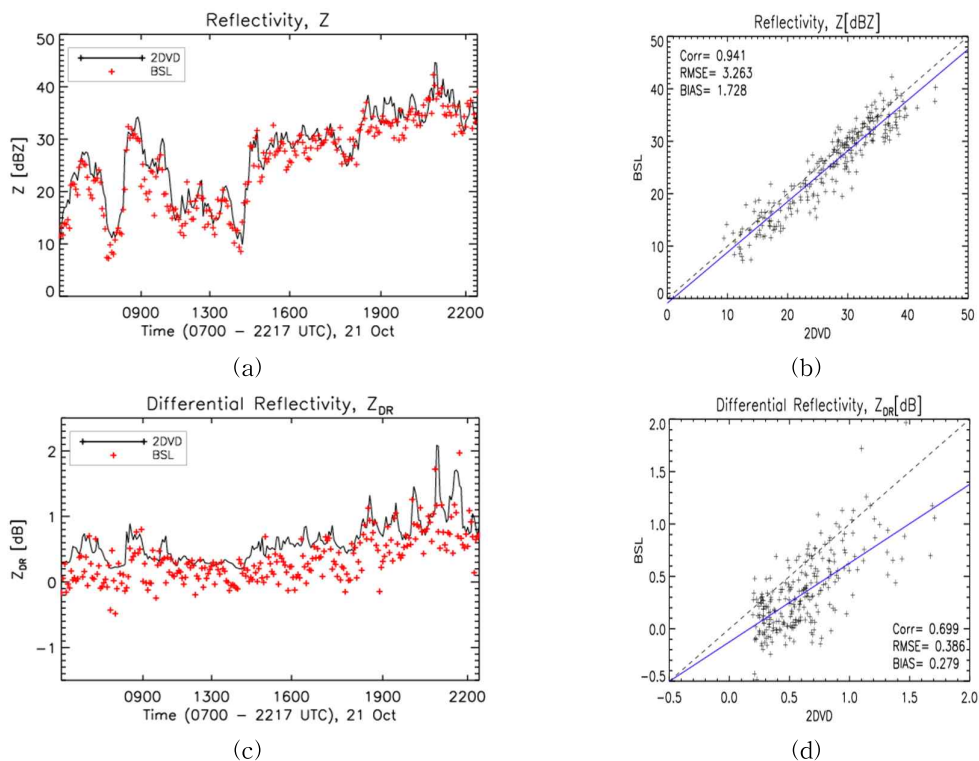 Reflectivity, Z
50
40
30
20
10
0
Z [dBZ]
2DVD
BSL
0900 1300 1600 1900 2200
Time (0700 − 2217 UTC), 21 Oct
(a)
Reflectivity, Z[dBZ]
50
40
30
20
10
0
BSL
Corr= 0.941
RMSE= 3.263
BIAS= 1.728
0 10 20 30 40 50
2DVD
(b)
Differential Reflectivity, ZDR
2
1
0
−1
ZDR [dB]
2DVD
BSL
0900 1300 1600 1900 2200
Time (0700 − 2217 UTC), 21 Oct
(c)
Differential Reflectivity, ZDR[dB]
2.0
1.5
1.0
0.5
0.0
−0.5
BSL
Corr= 0.699
RMSE= 0.386
BIAS= 0.279
−0.5 0.0 0.5 1.0 1.5 2.0
2DVD
(d)